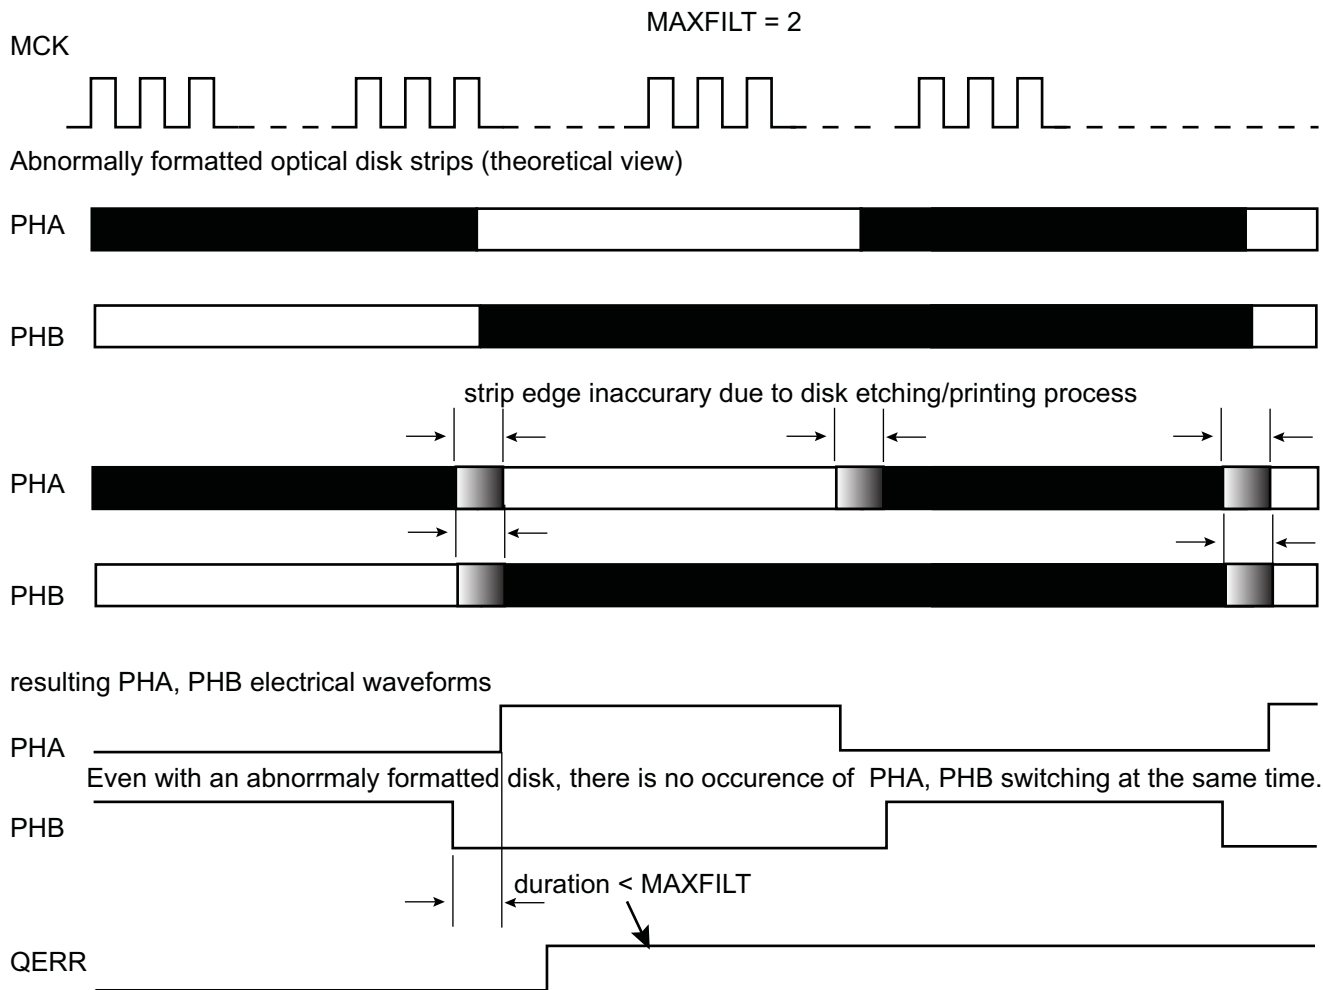 MAXFILT = 2
MCK
Abnormally formatted optical disk strips (theoretical view)
PHA
PHB
strip edge inaccurary due to disk etching/printing process
PHA
PHB
resulting PHA, PHB electrical waveforms
PHA
Even with an abnorrmaly formatted disk, there is no occurence of PHA, PHB switching at the same time.
PHB
duration < MAXFILT
QERR